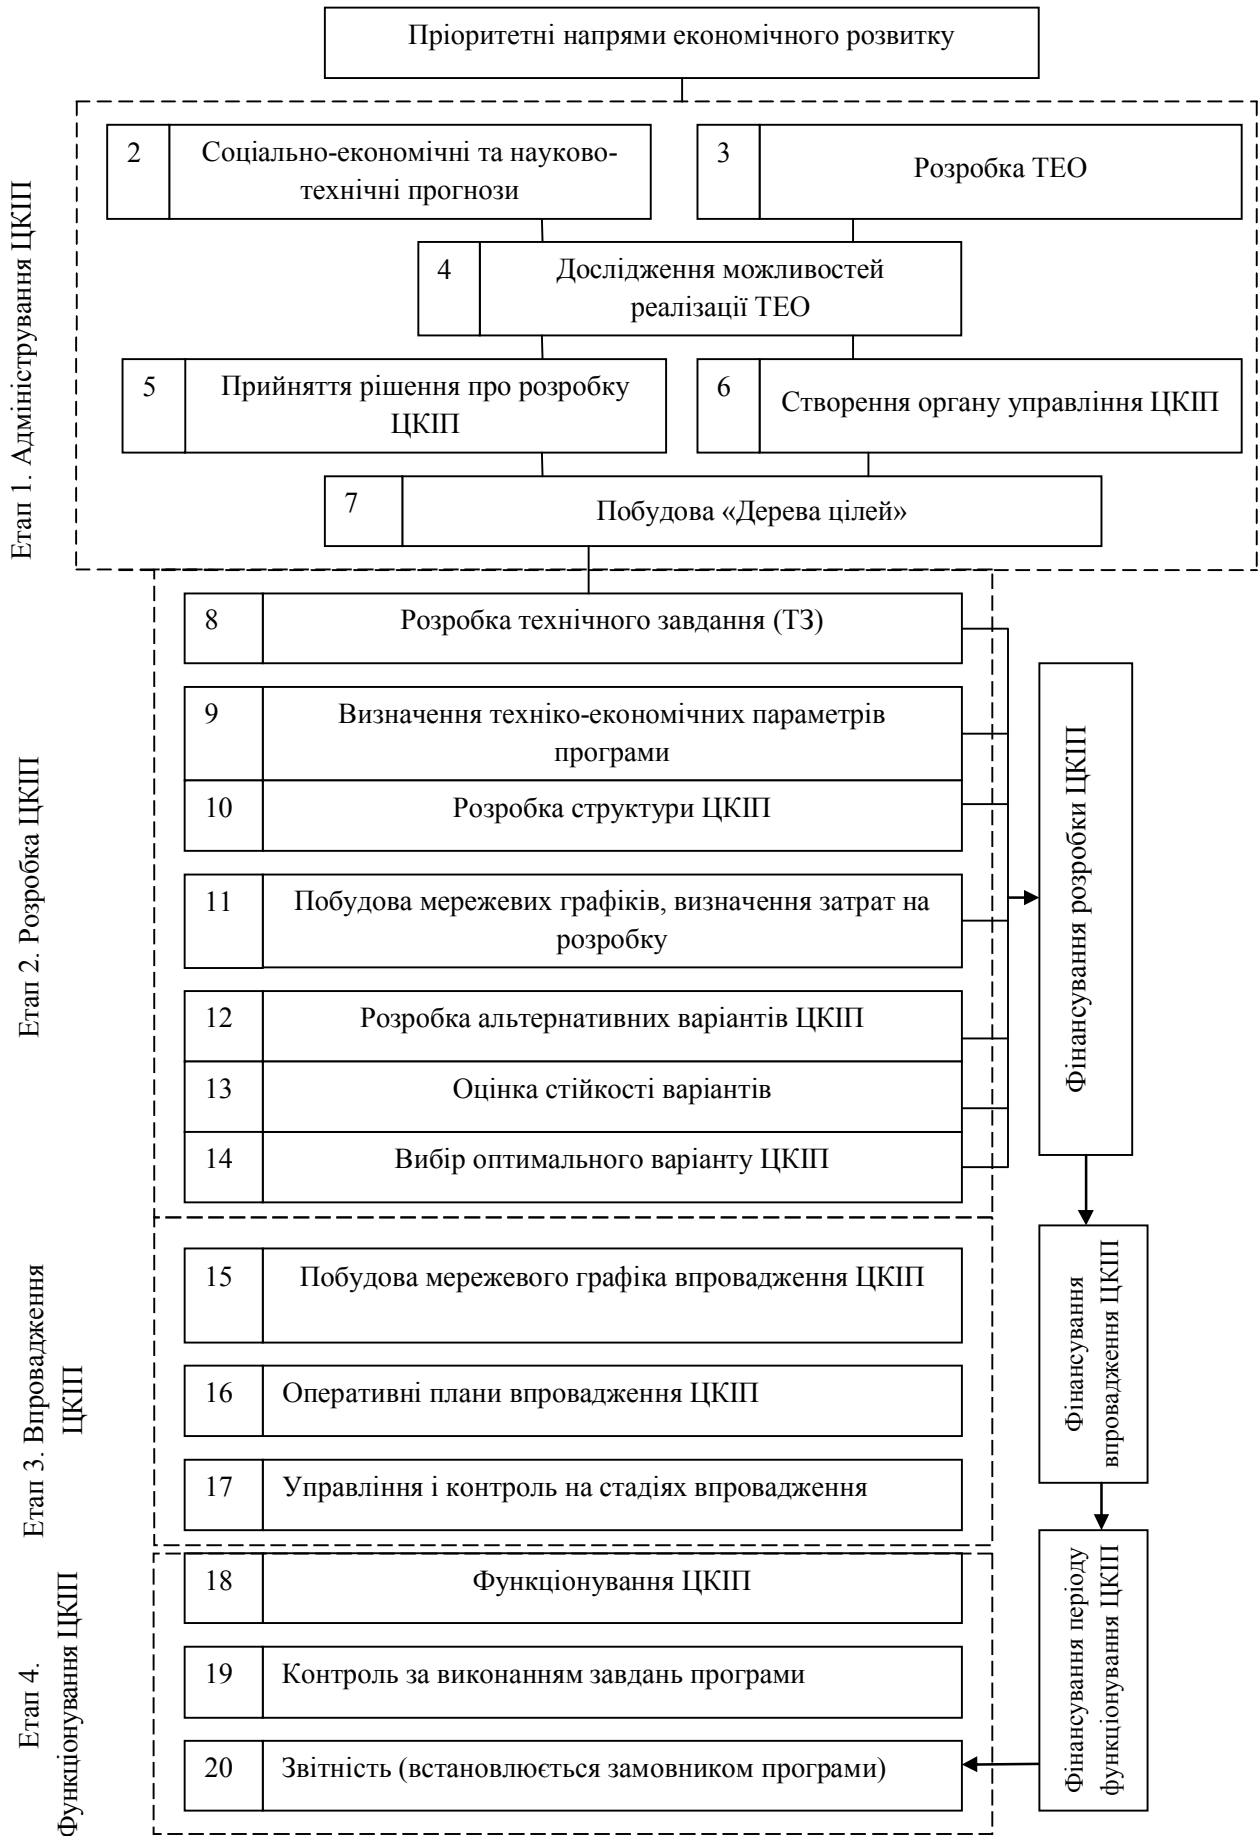 Пріоритетні напрями економічного розвитку
Етап 1. Адміністрування ЦКІП
2
Соціально-економічні та науково-
технічні прогнози
3
Розробка ТЕО
4
Дослідження можливостей
реалізації ТЕО
5
Прийняття рішення про розробку
ЦКІП
6
Створення органу управління ЦКІП
7
Побудова «Дерева цілей»
Етап 2. Розробка ЦКІП
8
Розробка технічного завдання (ТЗ)
9
Визначення техніко-економічних параметрів
програми
10
Розробка структури ЦКІП
11
Побудова мережевих графіків, визначення затрат на
розробку
12
Розробка альтернативних варіантів ЦКІП
13
Оцінка стійкості варіантів
14
Вибір оптимального варіанту ЦКІП
Фінансування розробки ЦКІП
Етап 3. Впровадження
ЦКІП
15
Побудова мережевого графіка впровадження ЦКІП
16
Оперативні плани впровадження ЦКІП
17
Управління і контроль на стадіях впровадження
Фінансування
впровадження ЦКІП
Етап 4.
Функціонування ЦКІП
18
Функціонування ЦКІП
19
Контроль за виконанням завдань програми
20
Звітність (встановлюється замовником програми)
Фінансування періоду
функціонування ЦКІП